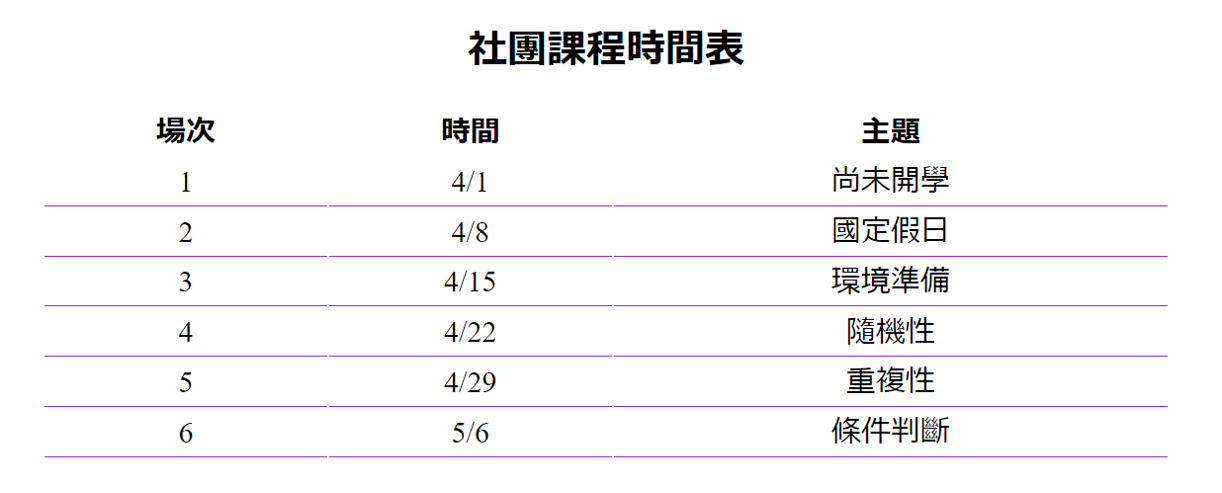 社團課程時間表
場次 時間 主題
1 4/1 尚未開學
2 4/8 國定假日
3 4/15 環境準備
4 4/22 隨機性
5 4/29 重複性
6 5/6 條件判斷